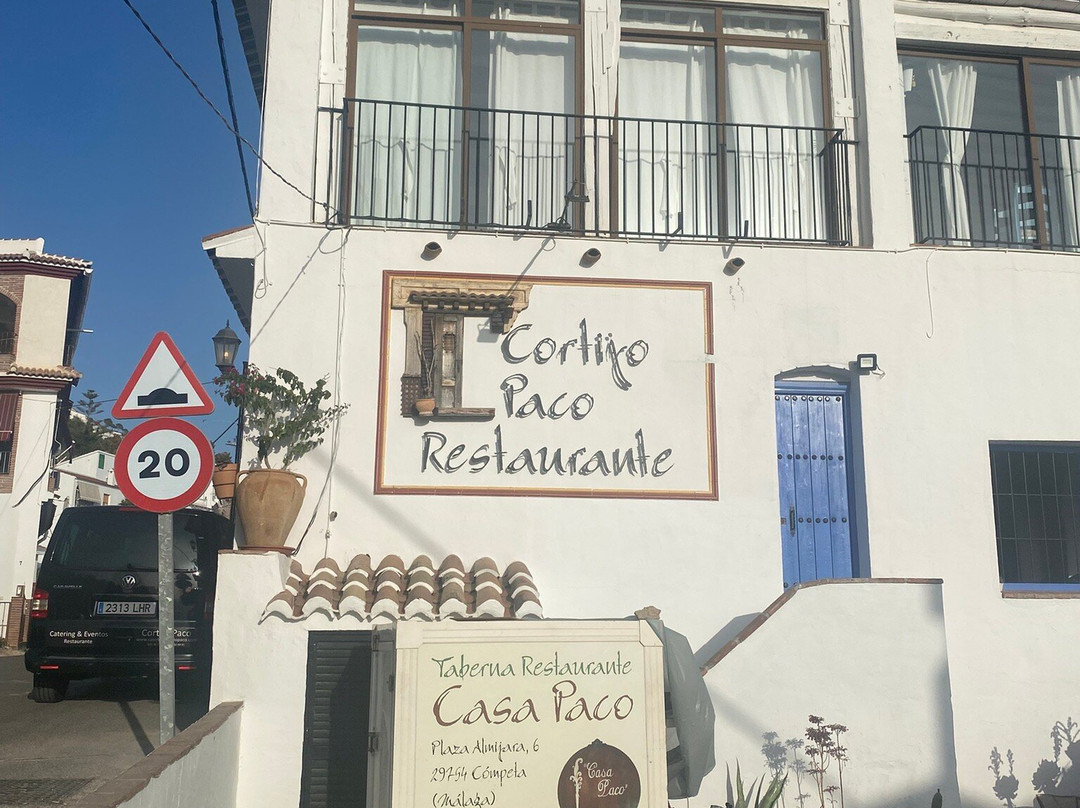 Cortijo
Paco
Restaurante
20
2313 LHR
Catering & Eventos
Restaurante
Paco
Taberna Restaurante
Casa Paco
Plaza Almijara, 6
29754 Cómpeta
(Málaga)
"Casa
Paco"